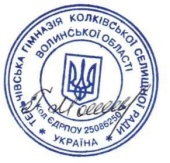 ТЕЛЬЧІВСЬКА ГІМНАЗІЯ КОЛКІВСЬКОЇ СЕЛИЩНОЇ РАДИ
ВОЛИНСЬКОЇ ОБЛАСТІ
код ЄДРПОУ 25086250
* УКРАЇНА *